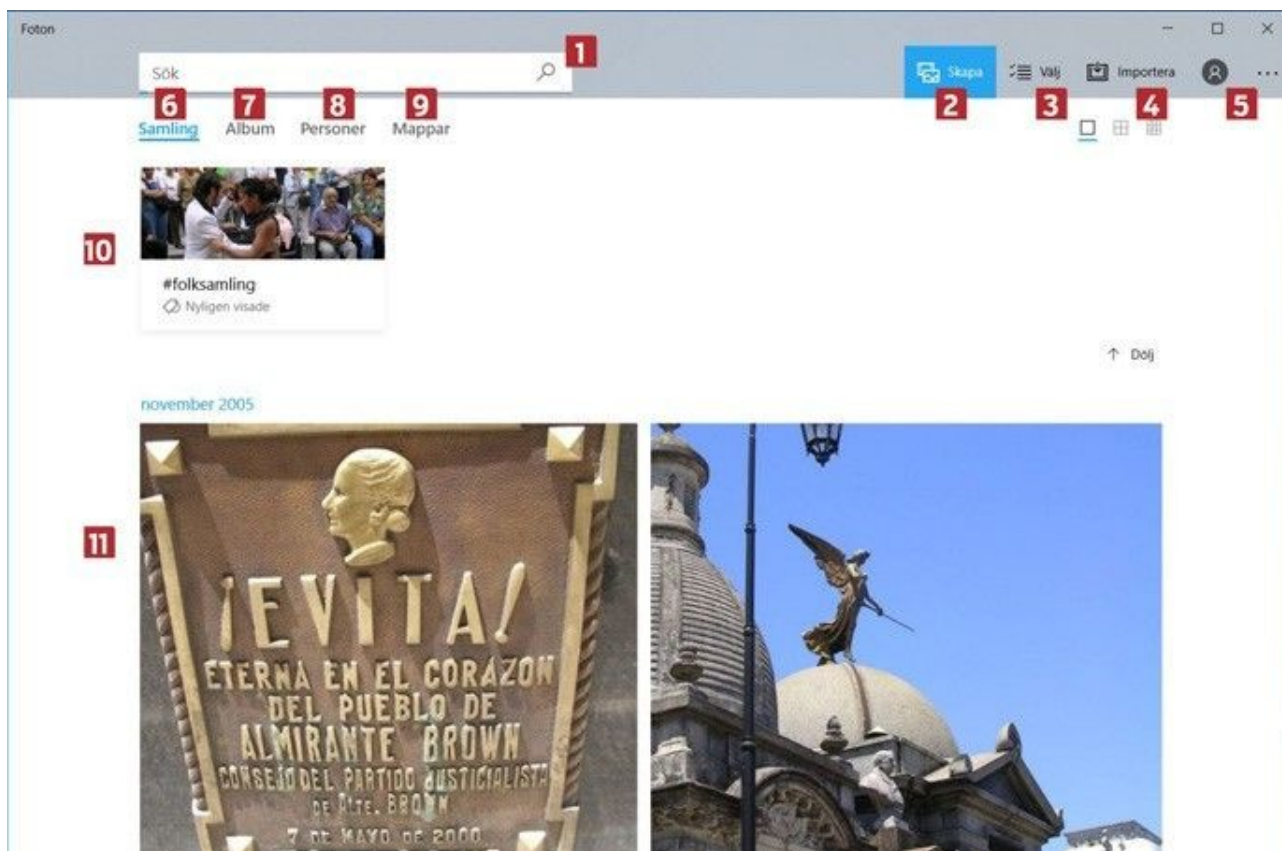 Foton
1
Sök
Skapa
Välj
Importera
2
3
4
5
6
7
8
9
Samling
Album
Personer
Mappar
10
#folksamling
Nyligen visade
Dölj
november 2005
11
¡EVITA!
ETERNA EN EL CORAZON
DEL PUEBLO DE
ALMIRANTE BROWN
CONSEJO DEL PARTIDO JUSTICIALISTA
DE ALTE. BROWN
7 DE MAYO DE 2000